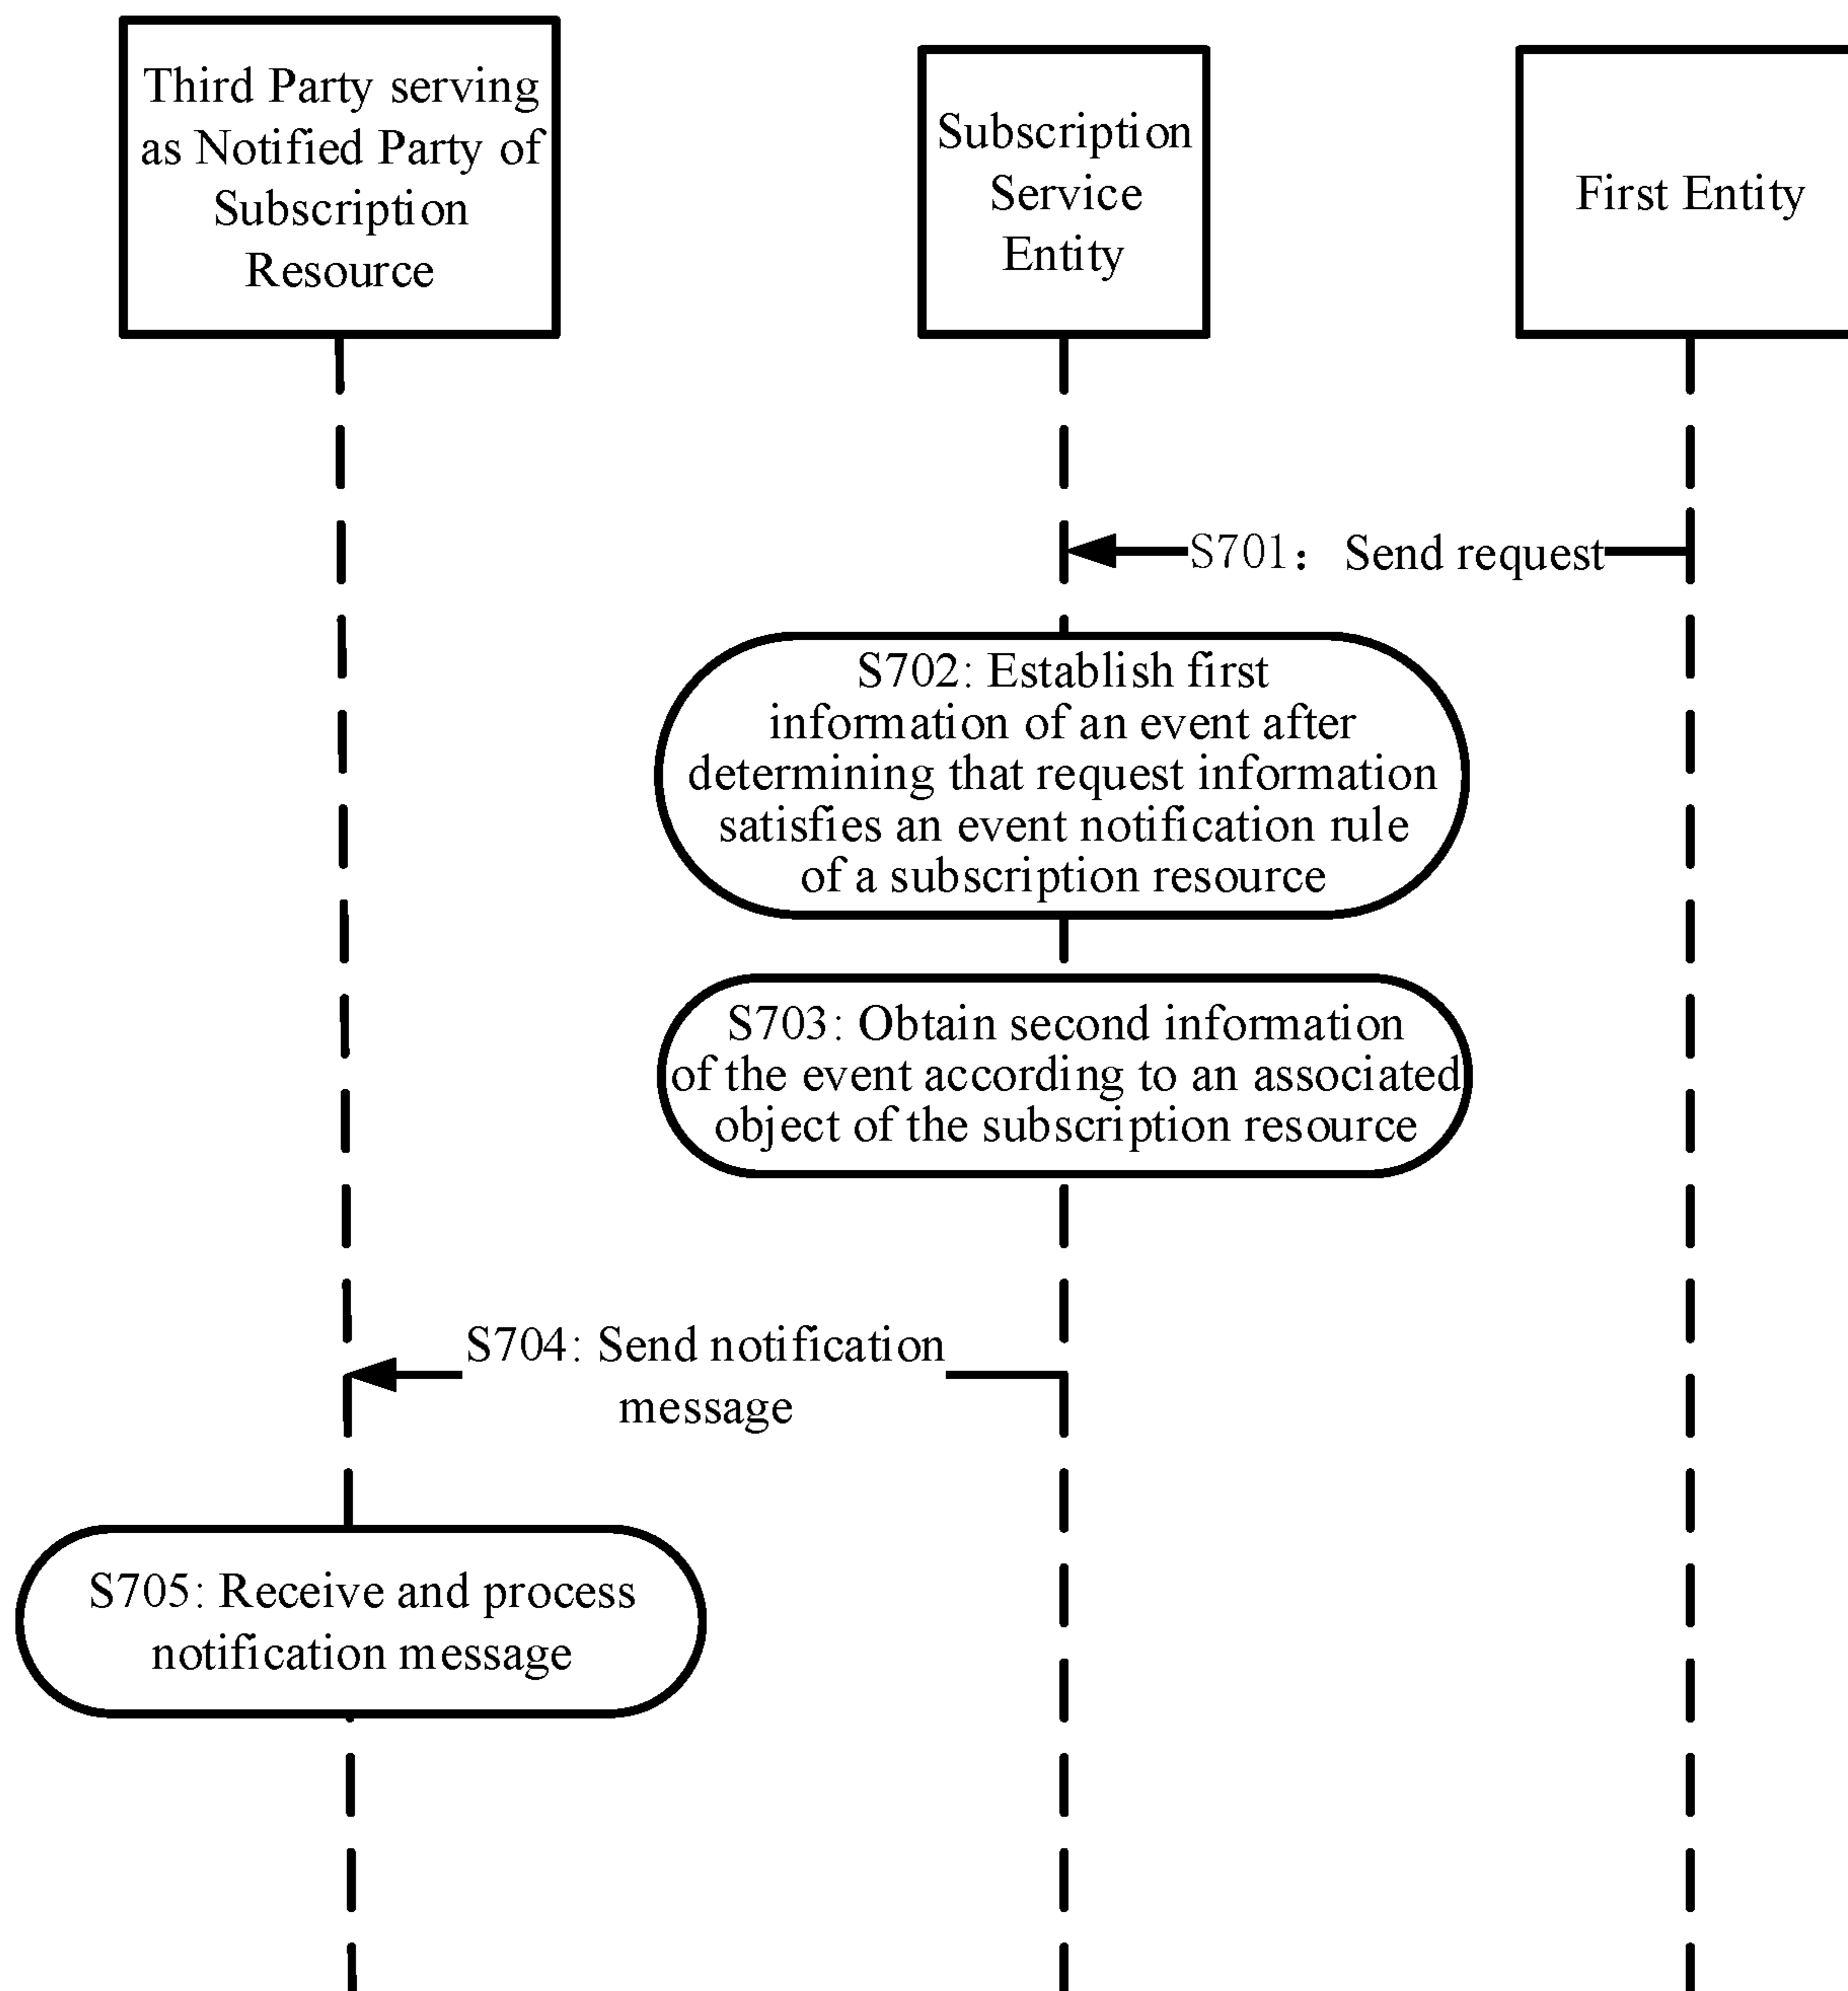 Third Party serving
as Notified Party of
Subscription
Resource
Subscription
Service
Entity
First Entity
S701： Send request
S702: Establish first
information of an event after
determining that request information
satisfies an event notification rule
of a subscription resource
S703: Obtain second information
of the event according to an associated
object of the subscription resource
S704: Send notification
message
S705: Receive and process
notification message